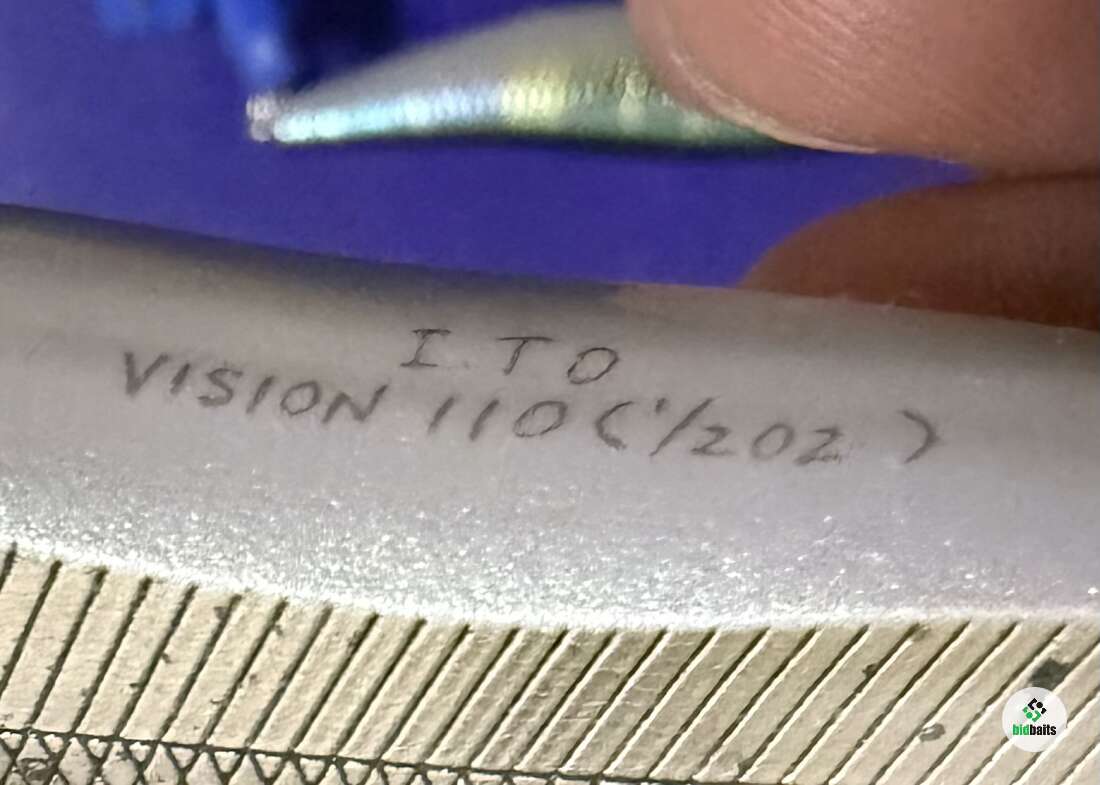 I.TO
VISION 110 (1/2OZ )
bidbaits